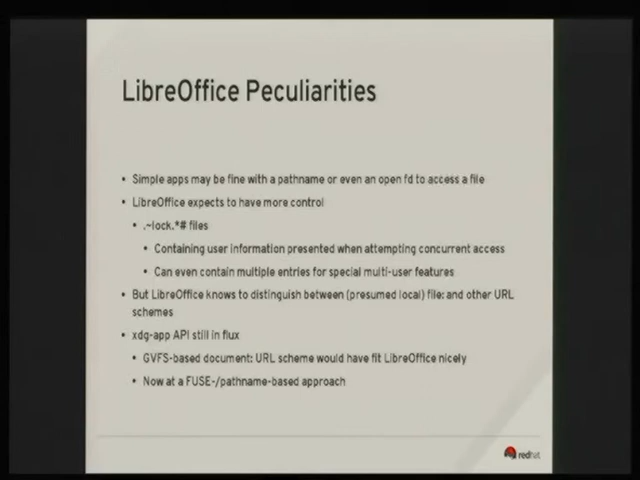 LibreOffice Peculiarities
• Simple apps may be fine with a pathname or even an open fd to access a file
• LibreOffice expects to have more control
• .~lock.*# files
• Containing user information presented when attempting concurrent access
• Can even contain multiple entries for special multi-user features
• But LibreOffice knows to distinguish between (presumed local) file: and other URL
schemes
• xdg-app API still in flux
• GVFS-based document: URL scheme would have fit LibreOffice nicely
• Now at a FUSE-/pathname-based approach
redhat